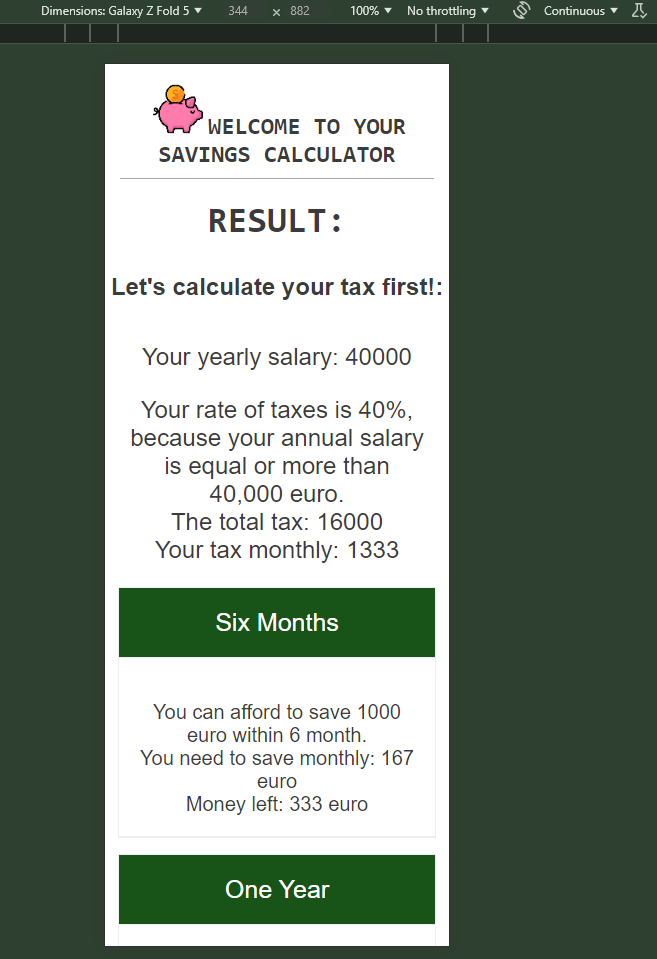 Dimensions: Galaxy Z Fold 5 344 × 882 100% No throttling Continuous
WELCOME TO YOUR
SAVINGS CALCULATOR
RESULT:
Let's calculate your tax first!:
Your yearly salary: 40000
Your rate of taxes is 40%,
because your annual salary
is equal or more than
40,000 euro.
The total tax: 16000
Your tax monthly: 1333
Six Months
You can afford to save 1000
euro within 6 month.
You need to save monthly: 167
euro
Money left: 333 euro
One Year